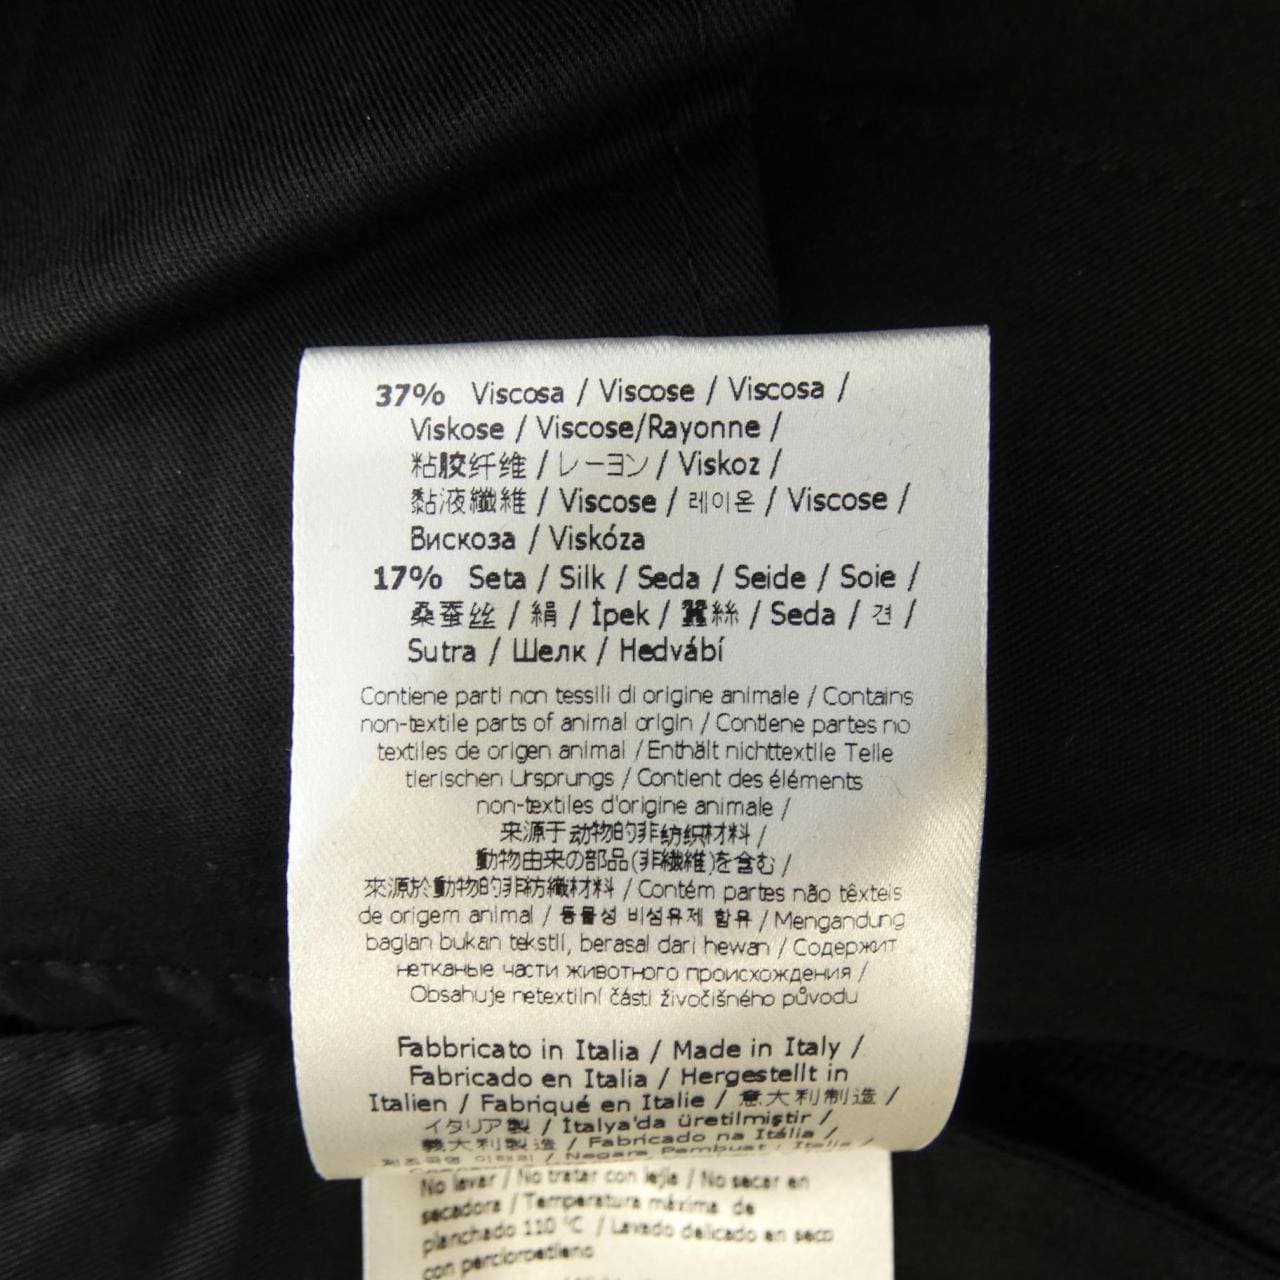 37% Viscosa / Viscose / Viscosa /
Viskose / Viscose/Rayonne /
粘胶纤维 / レーヨン / Viskoz /
黏液纖維 / Viscose / 레이온 / Viscose /
Вискоза / Viskóza
17% Seta / Silk / Seda / Seide / Soie /
桑蚕丝 / 絹 / İpek / 蠶絲 / Seda / 견 /
Sutra / Шелк / Hedvábí
Contiene parti non tessili di origine animale / Contains
non-textile parts of animal origin / Contiene partes no
textiles de origen animal / Enthält nichttextile Teile
tierischen Ursprungs / Contient des éléments
non-textiles d'origine animale /
来源于动物的非纺织材料 /
動物由来の部品(非繊維)を含む /
來源於動物的非紡織材料 / Contém partes não têxteis
de origem animal / 동물성 비섬유제 함유 / Mengandung
bagian bukan tekstil, berasal dari hewan / Содержит
нетканые части животного происхождения /
Obsahuje netextilní části živočišného původu
Fabbricato in Italia / Made in Italy /
Fabricado en Italia / Hergestellt in
Italien / Fabriqué en Italie / 意大利制造 /
イタリア製 / İtalya'da üretilmiştir /
義大利製造 / Fabricado na Itália /
제조국명 이태리 / Negara Pembuat : Italia /
No lavar / No tratar con lejía / No secar en
secadora / Temperatura máxima de
planchado 110 °C / Lavado delicado en seco
con percloroetileno